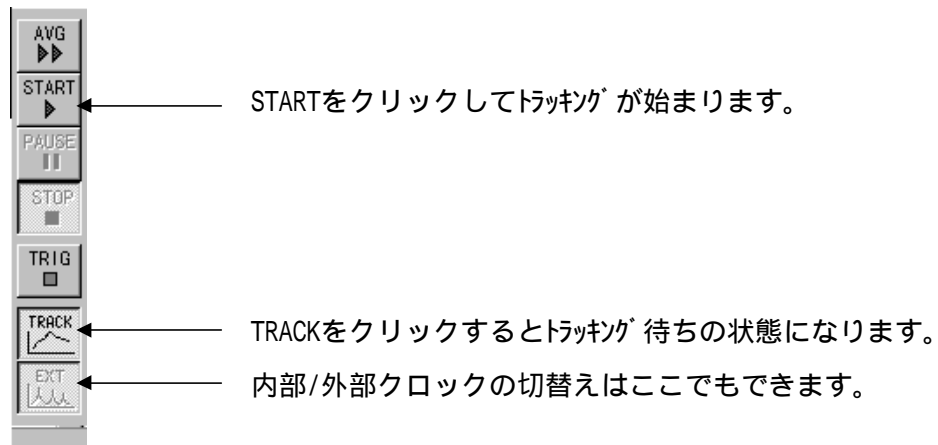 AVG
START
STARTをクリックしてﾄﾗｯｷﾝｸﾞが始まります。
PAUSE
STOP
TRIG
TRACK
TRACKをクリックするとﾄﾗｯｷﾝｸﾞ待ちの状態になります。
EXT
内部/外部クロックの切替えはここでもできます。